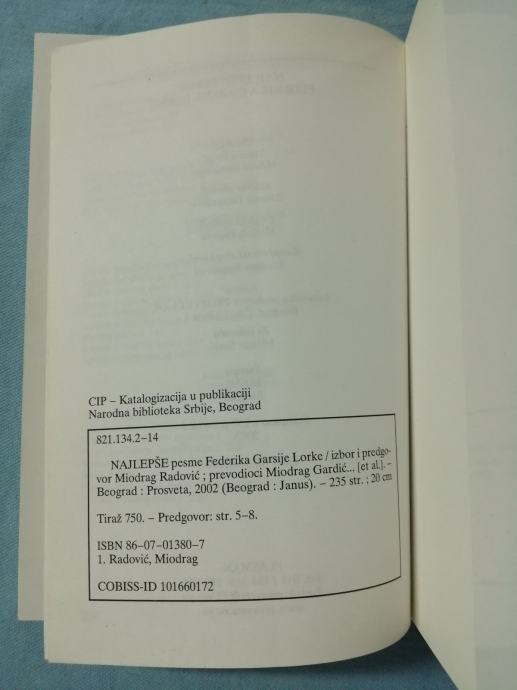 CIP – Katalogizacija u publikaciji
Narodna biblioteka Srbije, Beograd
821.134.2–14
NAJLEPŠE pesme Federika Garsije Lorke / izbor i predgo-
vor Miodrag Radović ; prevodioci Miodrag Gardić... [et al.]. –
Beograd : Prosveta, 2002 (Beograd : Janus). – 235 str. ; 20 cm
Tiraž 750. – Predgovor: str. 5–8.
ISBN 86–07–01380–7
1. Radović, Miodrag
COBISS-ID 101660172